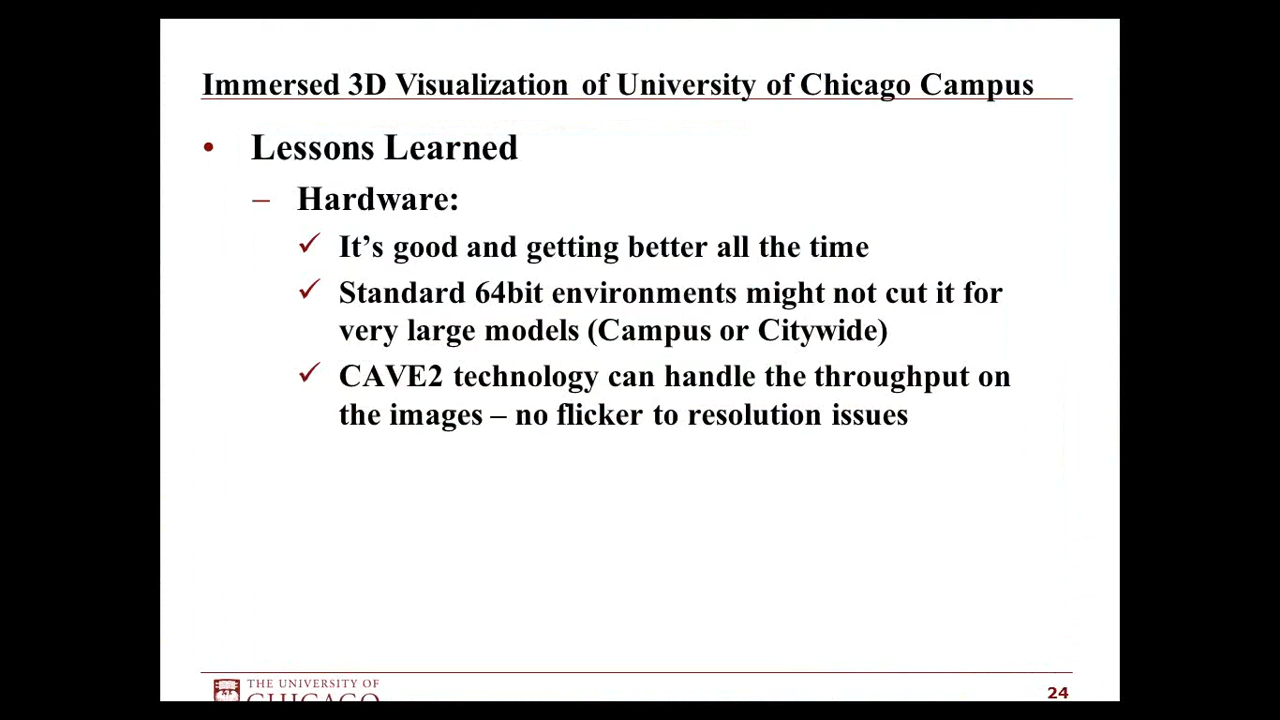 Immersed 3D Visualization of University of Chicago Campus
• Lessons Learned
– Hardware:
✓ It’s good and getting better all the time
✓ Standard 64bit environments might not cut it for
very large models (Campus or Citywide)
✓ CAVE2 technology can handle the throughput on
the images – no flicker to resolution issues
THE UNIVERSITY OF
CHICAGO
24